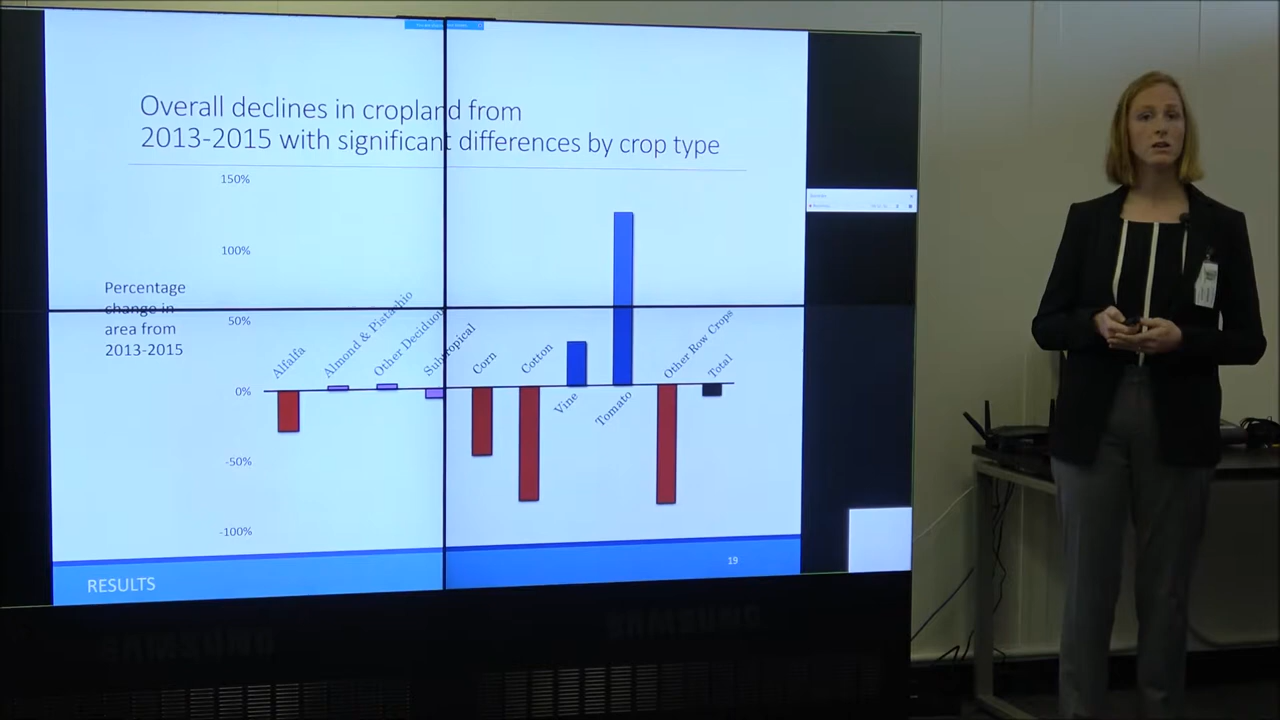 Overall declines in cropland from
2013-2015 with significant differences by crop type
150%
100%
Percentage
change in
area from
2013-2015
50%
0%
-50%
-100%
Alfalfa
Almond & Pistachio
Other Deciduous
Subtropical
Corn
Cotton
Vine
Tomato
Other Row Crops
Total
RESULTS
19
SAMSUNG
SAMSUNG